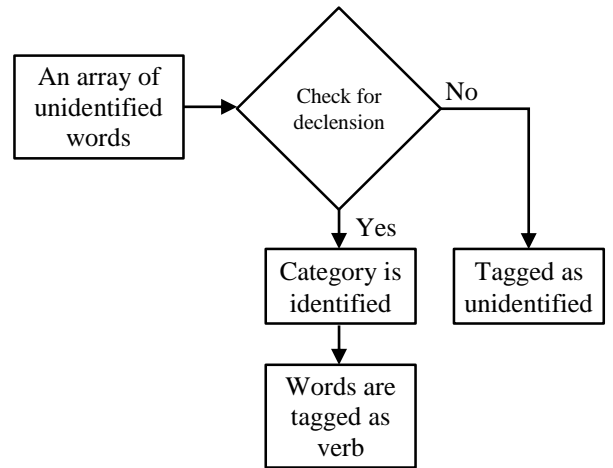 An array of
unidentified
words
Check for
declension
No
Yes
Category is
identified
Tagged as
unidentified
Words are
tagged as
verb